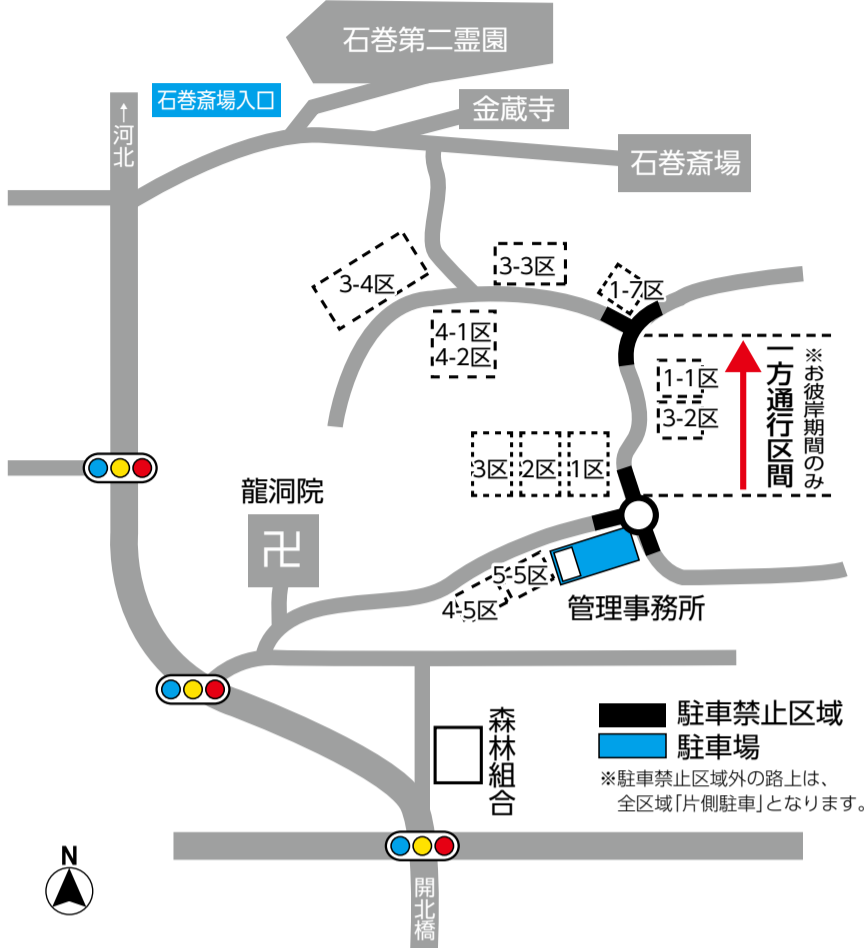 石巻第二霊園
石巻斎場入口
金蔵寺
↑河北
石巻斎場
3-3区
3-4区
1-7区
4-1区
4-2区
一方通行区間
※お彼岸期間のみ
1-1区
3-2区
3区
2区
1区
龍洞院
卍
5-5区
4-5区
管理事務所
森林組合
駐車禁止区域
駐車場
※駐車禁止区域外の路上は、
全区域「片側駐車」となります。
N
開北橋